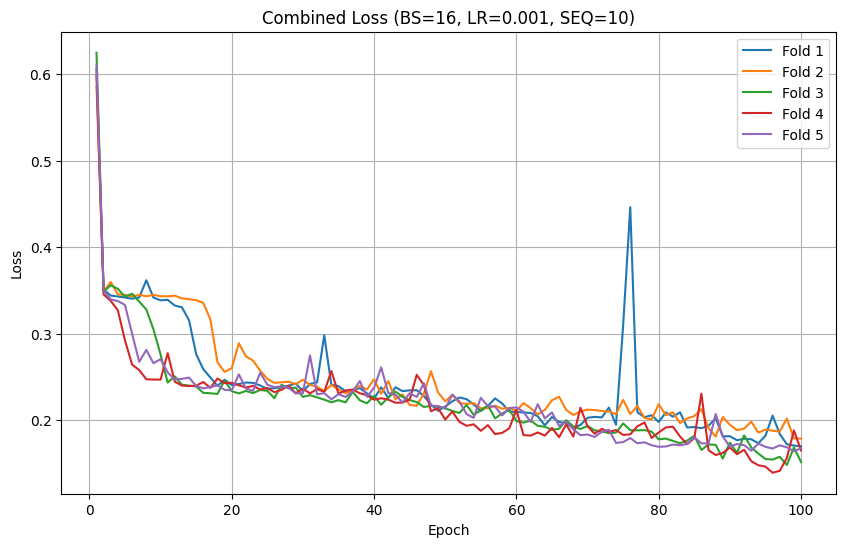 Combined Loss (BS=16, LR=0.001, SEQ=10)
Fold 1
Fold 2
Fold 3
Fold 4
Fold 5
Loss
0.6
0.5
0.4
0.3
0.2
0
20
40
60
80
100
Epoch